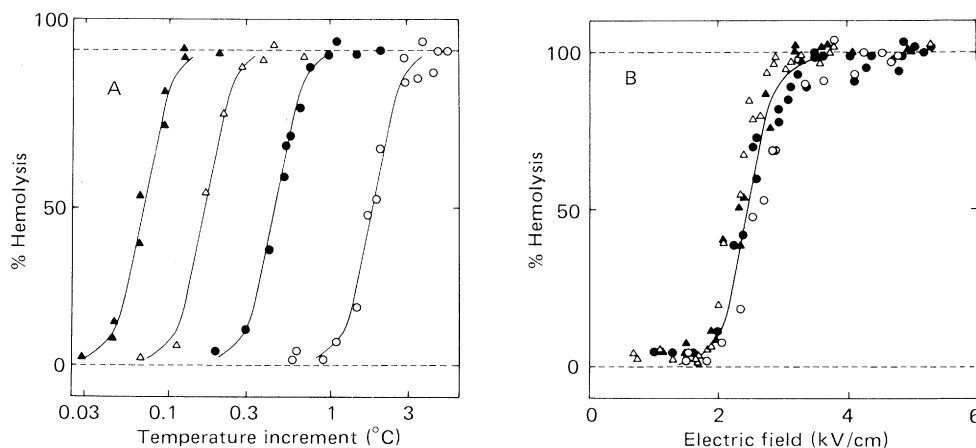 100
A
50
0
% Hemolysis
0.03 0.1 0.3 1 3
Temperature increment (°C)
100
B
50
0
% Hemolysis
0 2 4 6
Electric field (kV/cm)